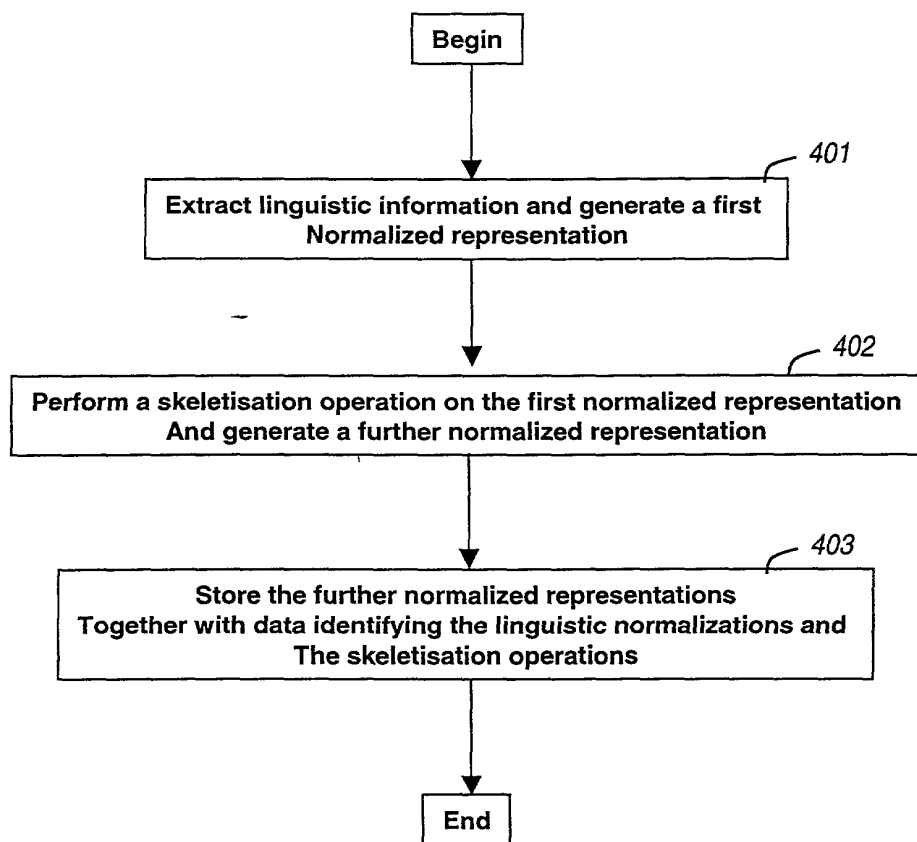 Begin
401
Extract linguistic information and generate a first
Normalized representation
402
Perform a skeletisation operation on the first normalized representation
And generate a further normalized representation
403
Store the further normalized representations
Together with data identifying the linguistic normalizations and
The skeletisation operations
End